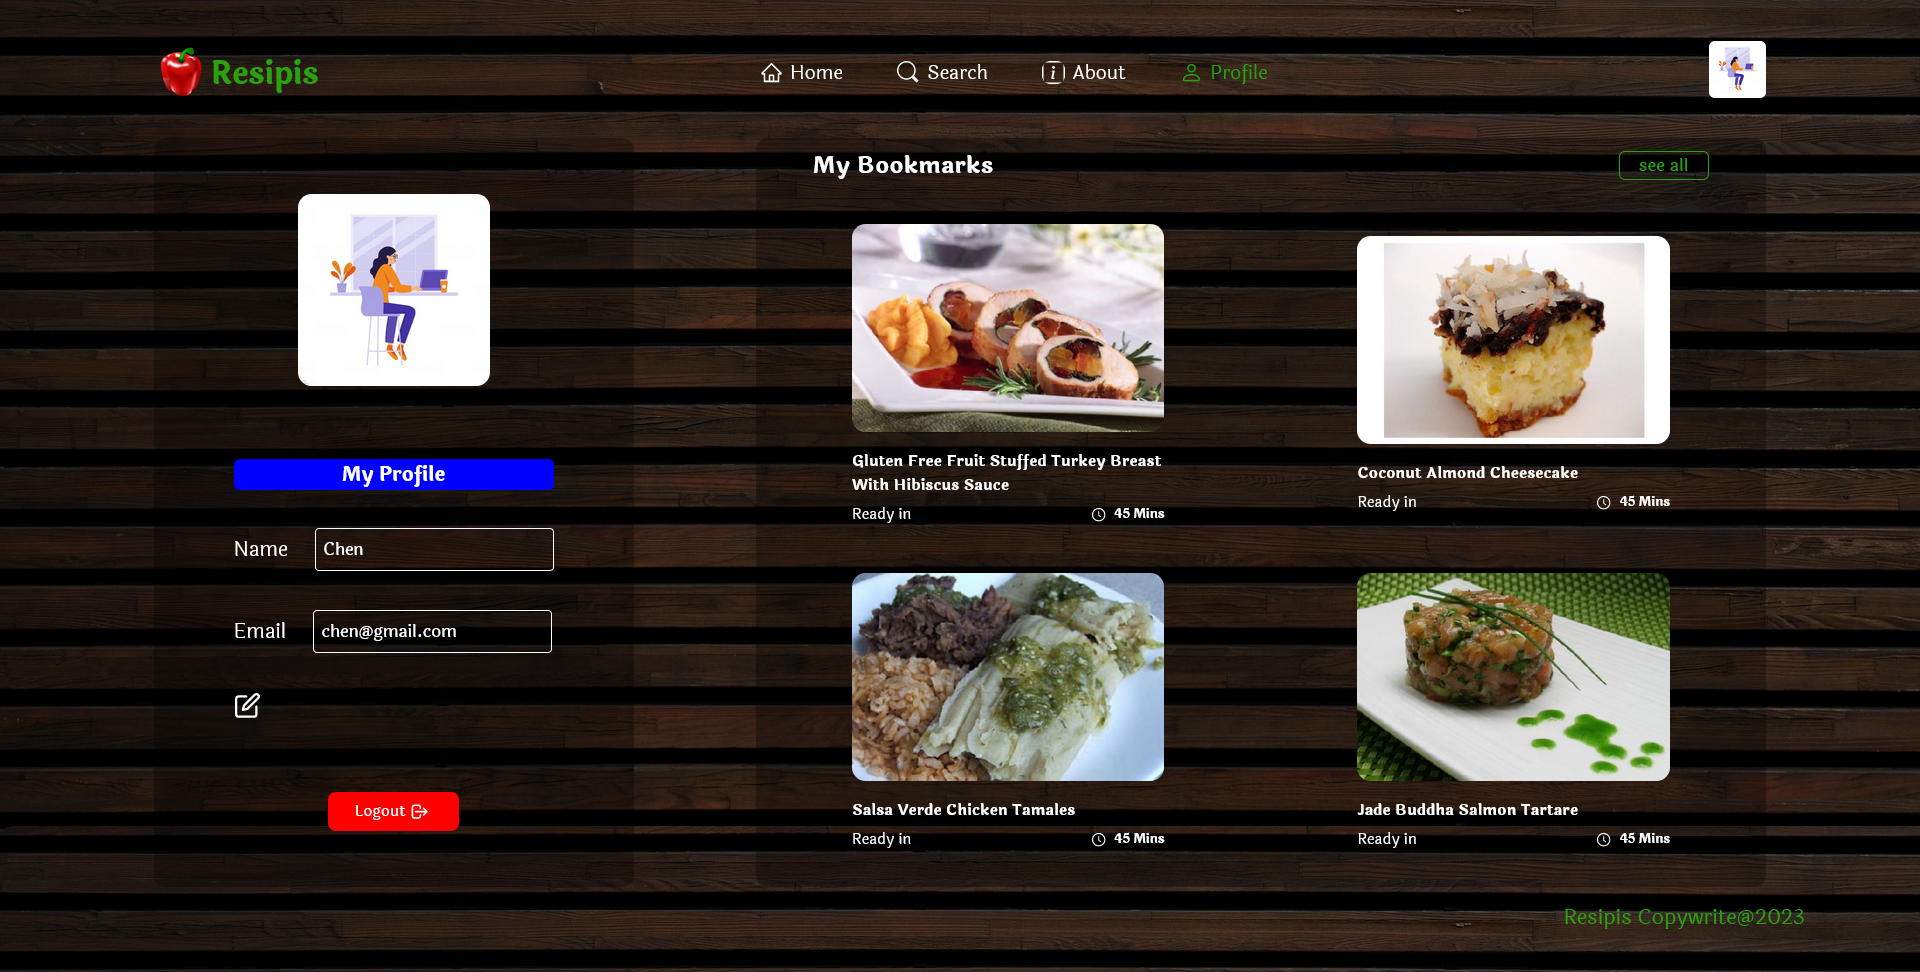 Resipis
Home
Search
About
Profile
My Profile
Name
Chen
Email
chen@gmail.com
Logout
My Bookmarks
see all
Gluten Free Fruit Stuffed Turkey Breast
With Hibiscus Sauce
Ready in
45 Mins
Coconut Almond Cheesecake
Ready in
45 Mins
Salsa Verde Chicken Tamales
Ready in
45 Mins
Jade Buddha Salmon Tartare
Ready in
45 Mins
Resipis Copywrite@2023